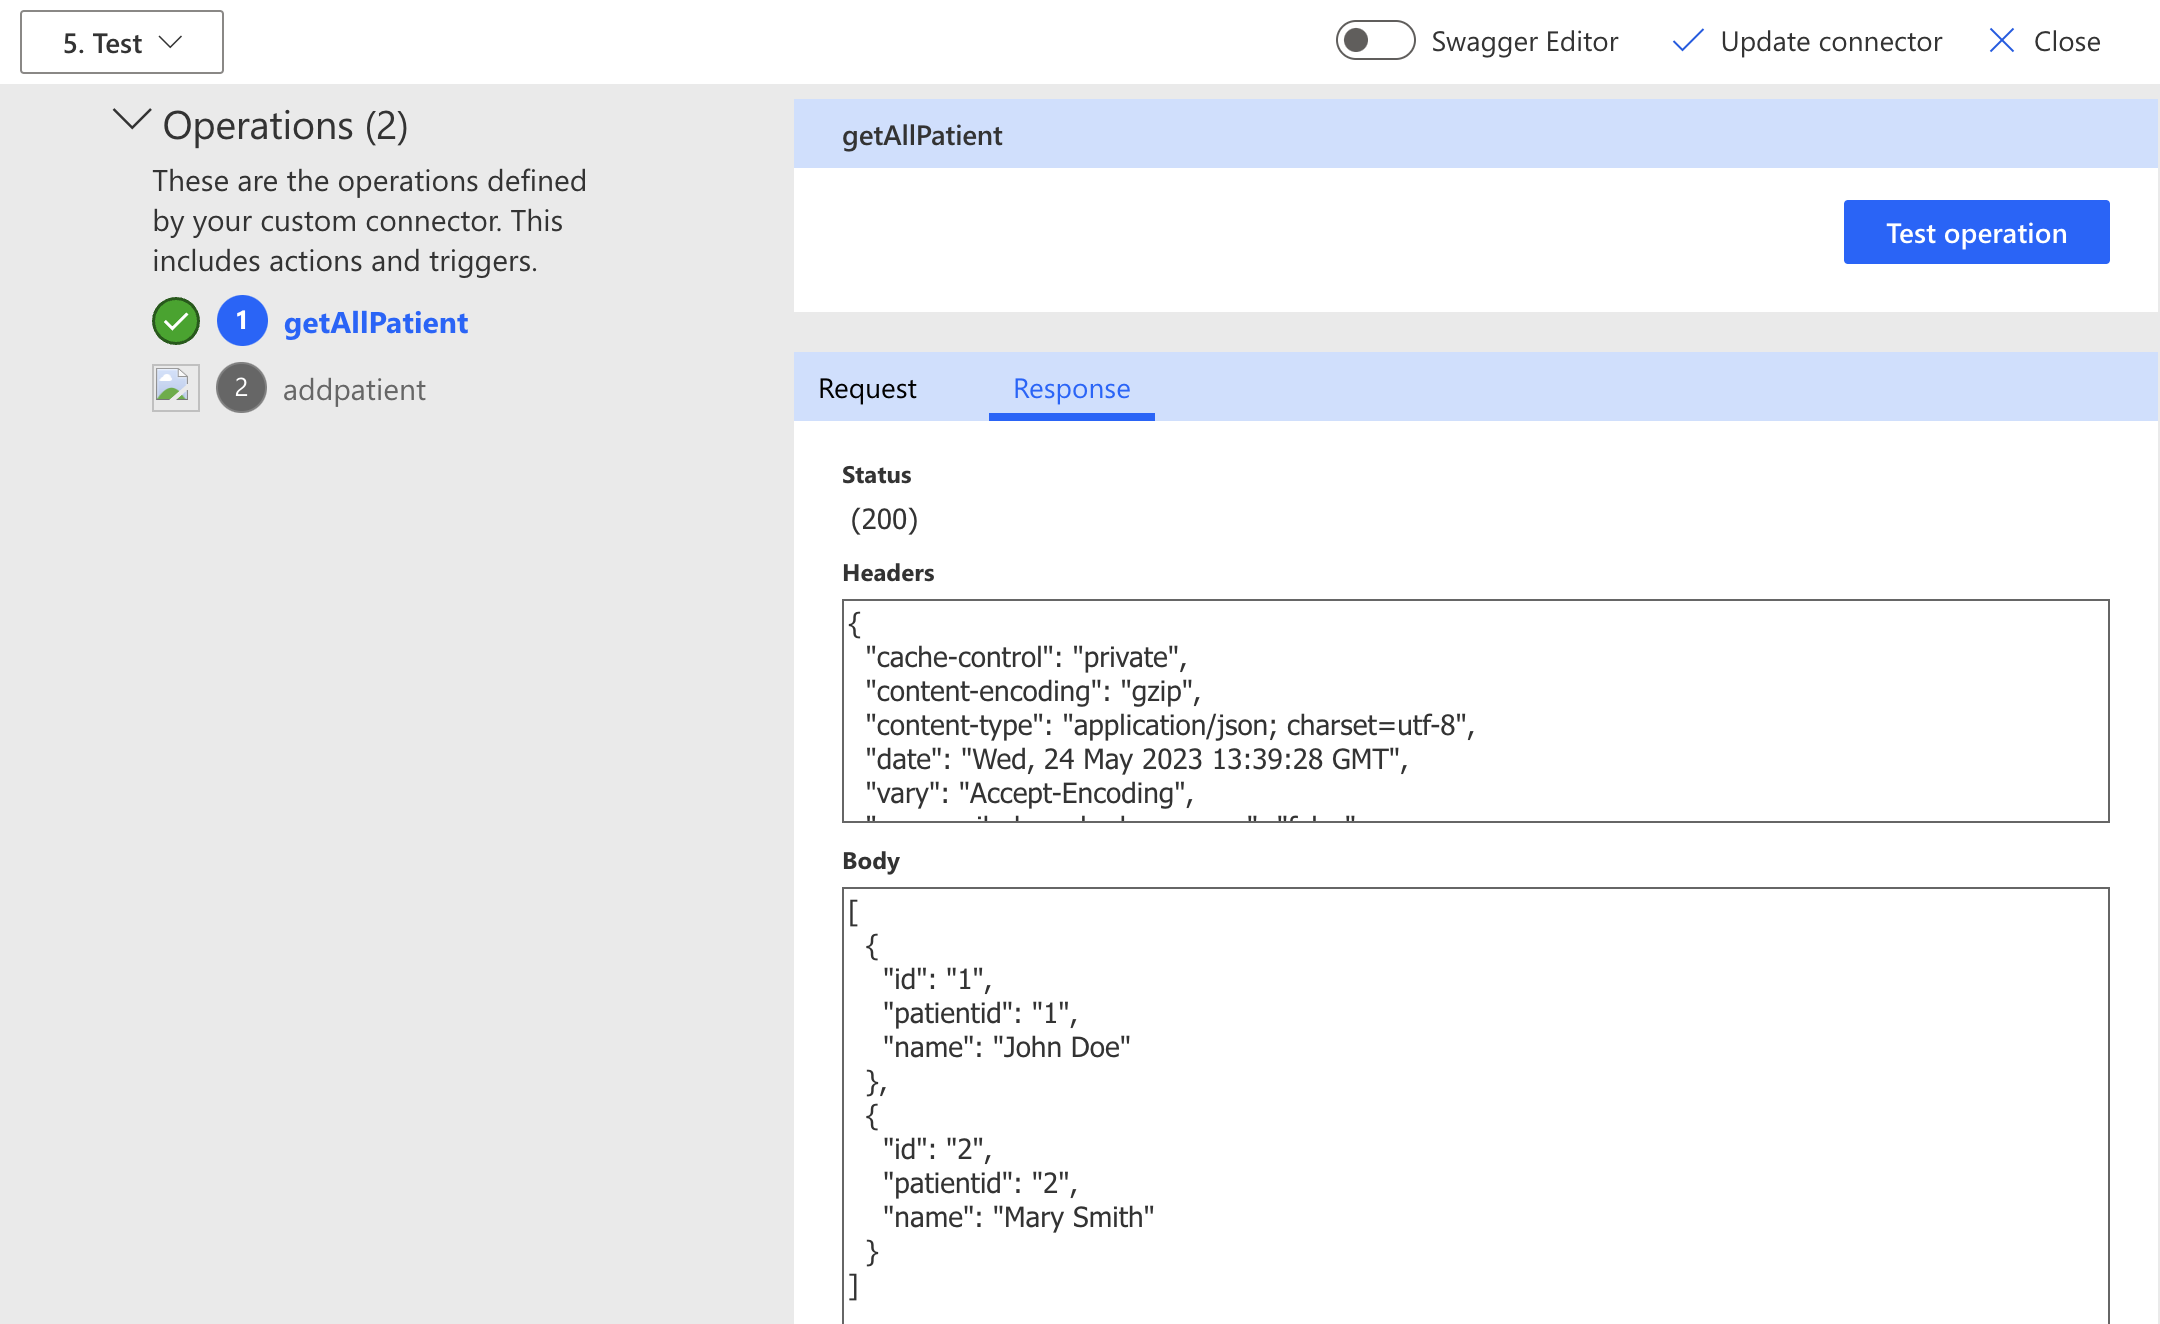 5. Test
Swagger Editor
Update connector
Close
Operations (2)
These are the operations defined
by your custom connector. This
includes actions and triggers.
1 getAllPatient
2 addpatient
getAllPatient
Test operation
Request Response
Status
(200)
Headers
{
"cache-control": "private",
"content-encoding": "gzip",
"content-type": "application/json; charset=utf-8",
"date": "Wed, 24 May 2023 13:39:28 GMT",
"vary": "Accept-Encoding",
Body
[
{
"id": "1",
"patientid": "1",
"name": "John Doe"
},
{
"id": "2",
"patientid": "2",
"name": "Mary Smith"
}
]